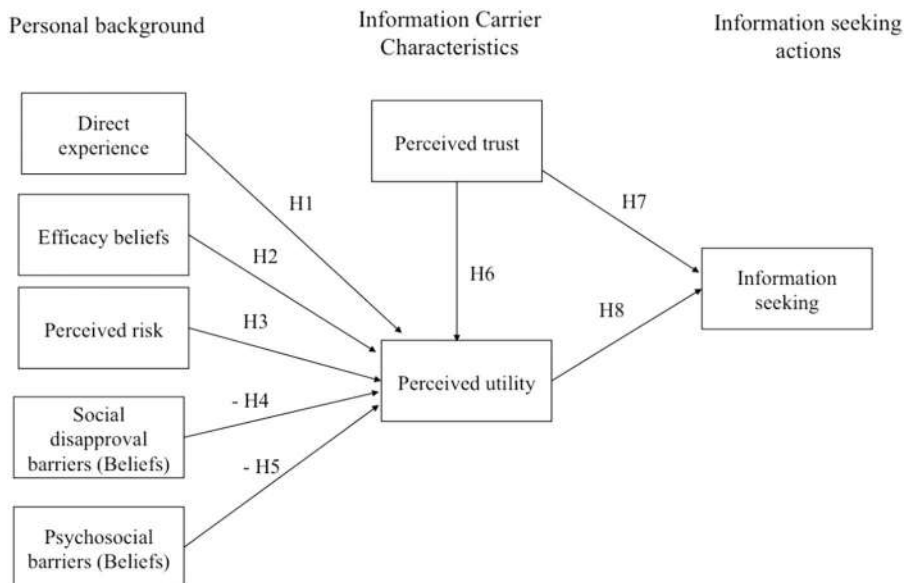 Personal background
Information Carrier
Characteristics
Information seeking
actions
Direct
experience
Efficacy beliefs
Perceived risk
Social
disapproval
barriers (Beliefs)
Psychosocial
barriers (Beliefs)
H1
H2
H3
- H4
- H5
Perceived trust
H6
Perceived utility
H7
H8
Information
seeking